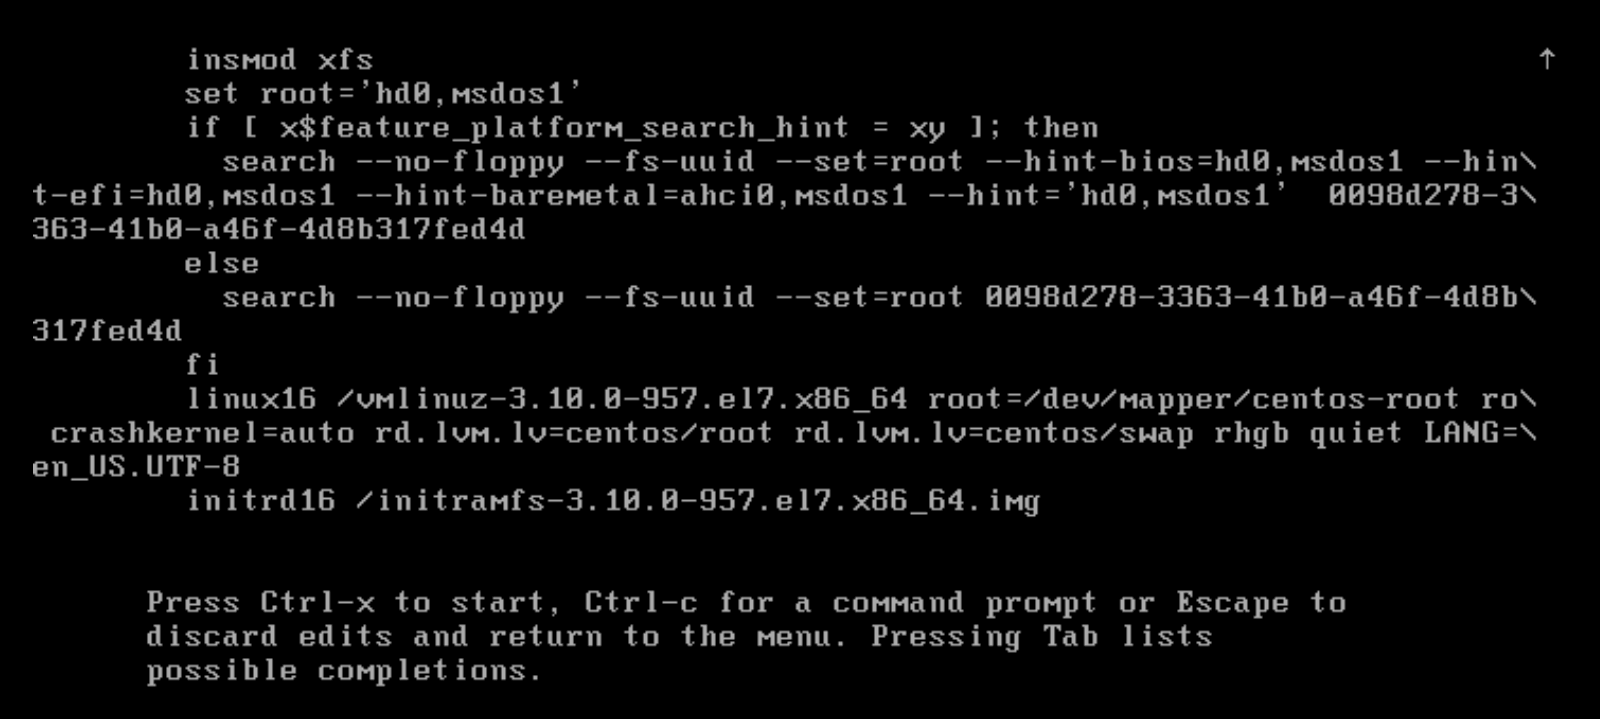 insmod xfs ↑
set root='hd0,msdos1'
if [ x$feature_platform_search_hint = xy ]; then
search --no-floppy --fs-uuid --set=root --hint-bios=hd0,msdos1 --hin\
t-efi=hd0,msdos1 --hint-baremetal=ahci0,msdos1 --hint='hd0,msdos1'  0098d278-3\
363-41b0-a46f-4d8b317fed4d
else
search --no-floppy --fs-uuid --set=root 0098d278-3363-41b0-a46f-4d8b\
317fed4d
fi
linux16 /vmlinuz-3.10.0-957.el7.x86_64 root=/dev/mapper/centos-root ro\
crashkernel=auto rd.lvm.lv=centos/root rd.lvm.lv=centos/swap rhgb quiet LANG=\
en_US.UTF-8
initrd16 /initramfs-3.10.0-957.el7.x86_64.img
Press Ctrl-x to start, Ctrl-c for a command prompt or Escape to
discard edits and return to the menu. Pressing Tab lists
possible completions.